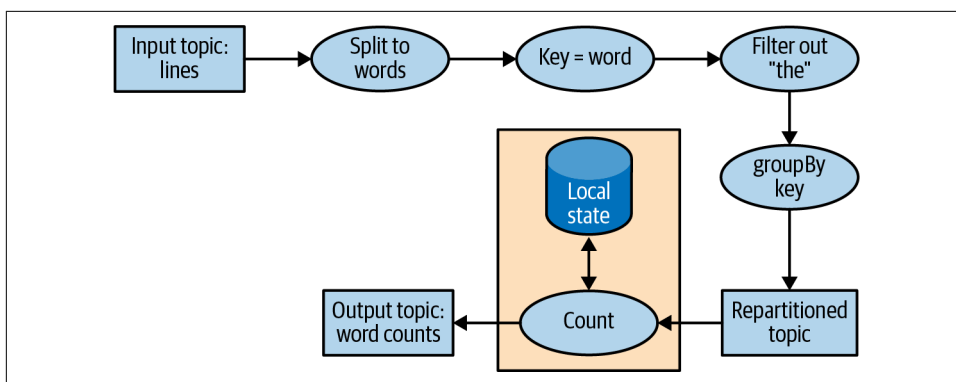 Input topic:
lines
Split to
words
Key = word
Filter out
"the"
groupBy
key
Repartitioned
topic
Local
state
Count
Output topic:
word counts